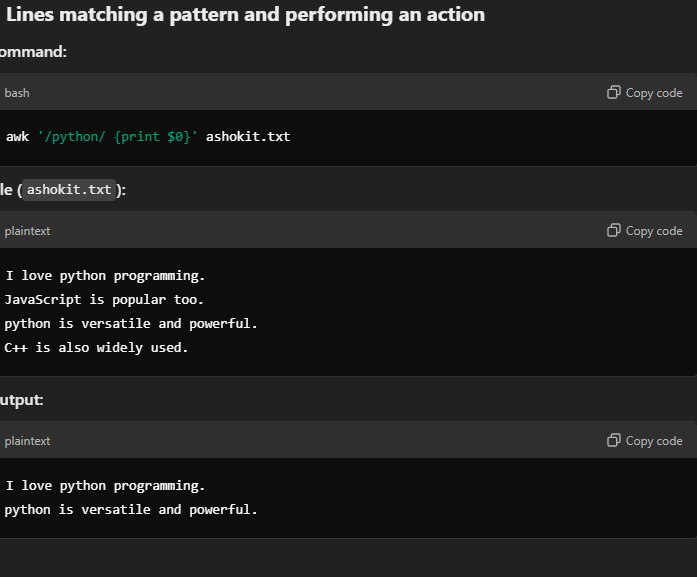 Lines matching a pattern and performing an action
ommand:
bash
Copy code
awk '/python/ {print $0}' ashokit.txt
le (ashokit.txt):
plaintext
Copy code
I love python programming.
JavaScript is popular too.
python is versatile and powerful.
C++ is also widely used.
utput:
plaintext
Copy code
I love python programming.
python is versatile and powerful.